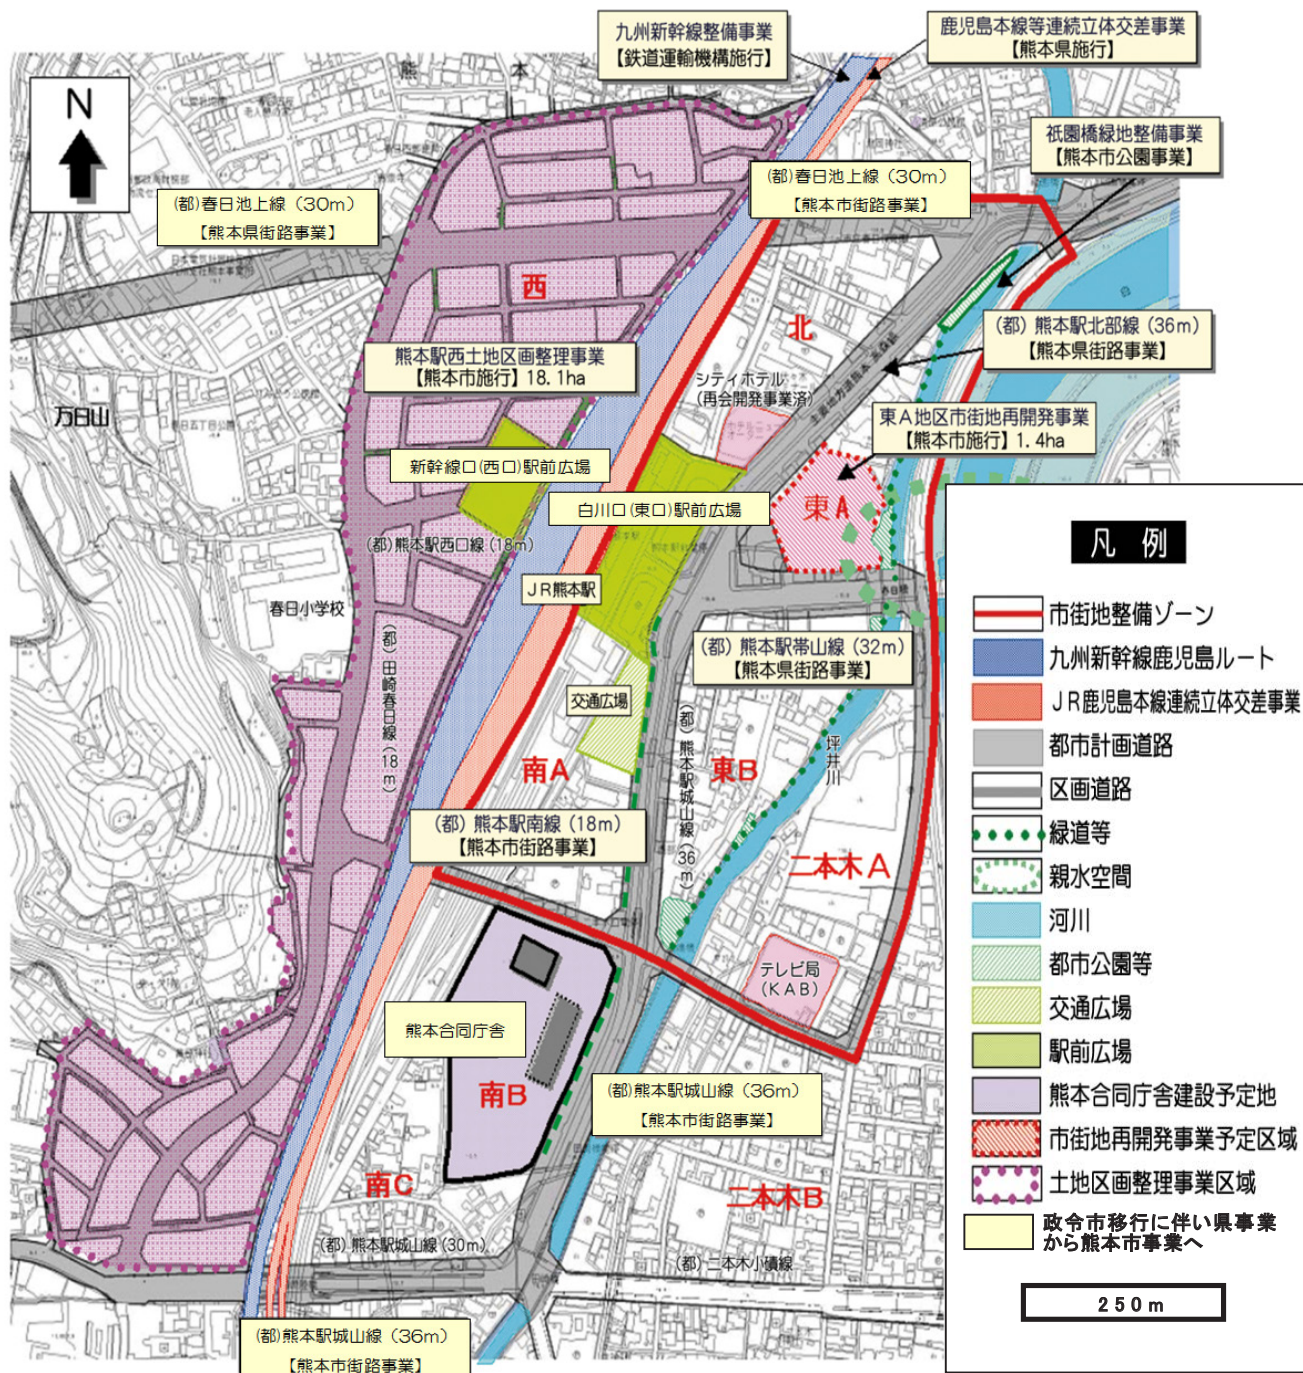 九州新幹線整備事業
【鉄道運輸機構施行】
鹿児島本線等連続立体交差事業
【熊本県施行】
熊 本
N
祇園橋緑地整備事業
【熊本市公園事業】
(都)春日池上線（30m）
【熊本県街路事業】
(都)春日池上線（30m）
【熊本市街路事業】
西
北
(都) 熊本駅北部線 (36m)
【熊本県街路事業】
熊本駅西土地区画整理事業
【熊本市施行】18.1ha
シティホテル
(再会開発事業済)
万日山
東A地区市街地再開発事業
【熊本市施行】1.4ha
新幹線口(西口)駅前広場
白川口(東口)駅前広場
東A
(都)熊本駅西口線(18m)
JR熊本駅
春日小学校
(都) 田崎春日線(18m)
(都) 熊本駅帯山線 (32m)
【熊本県街路事業】
交通広場
(都) 熊本駅城山線(36m)
坪井川
南A
東B
(都) 熊本駅南線 (18m)
【熊本市街路事業】
二本木A
テレビ局
(KAB)
熊本合同庁舎
南B
(都)熊本駅城山線（36m）
【熊本市街路事業】
南C
二本木B
(都) 熊本駅城山線(30m)
(都) 二本木小磧線
(都)熊本駅城山線（36m）
【熊本市街路事業】
凡 例
市街地整備ゾーン
九州新幹線鹿児島ルート
JR鹿児島本線連続立体交差事業
都市計画道路
区画道路
緑道等
親水空間
河川
都市公園等
交通広場
駅前広場
熊本合同庁舎建設予定地
市街地再開発事業予定区域
土地区画整理事業区域
政令市移行に伴い県事業
から熊本市事業へ
250m